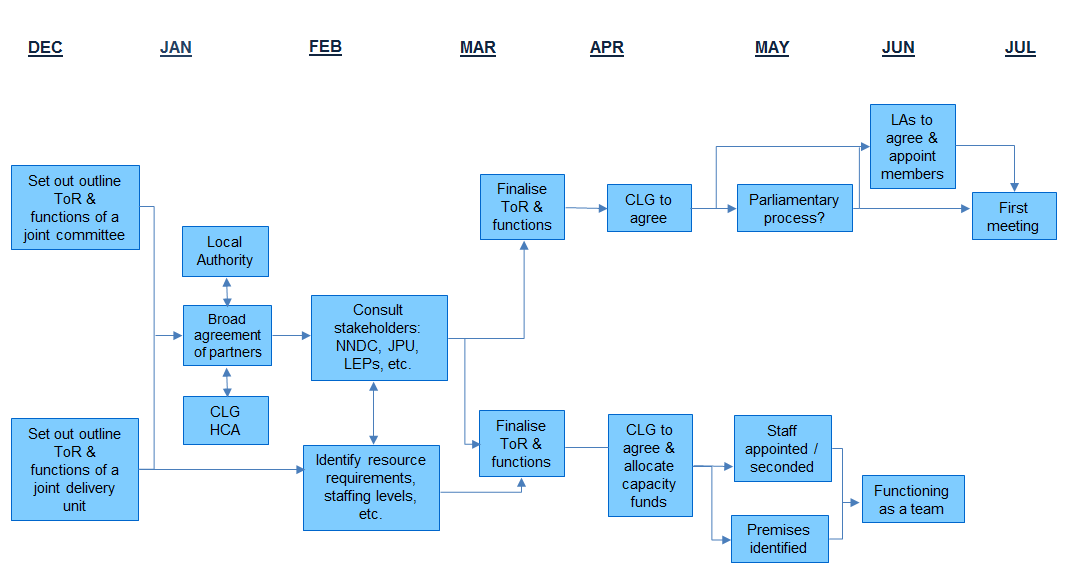 DEC
JAN
FEB
MAR
APR
MAY
JUN
JUL
Set out outline
ToR &
functions of a
joint committee
Local
Authority
Broad
agreement
of partners
CLG
HCA
Set out outline
ToR &
functions of a
joint delivery
unit
Consult
stakeholders:
NNDC, JPU,
LEPs, etc.
Identify resource
requirements,
staffing levels,
etc.
Finalise
ToR &
functions
CLG to
agree
Parliamentary
process?
LAs to
agree &
appoint
members
First
meeting
Finalise
ToR &
functions
CLG to
agree &
allocate
capacity
funds
Staff
appointed /
seconded
Premises
identified
Functioning
as a team